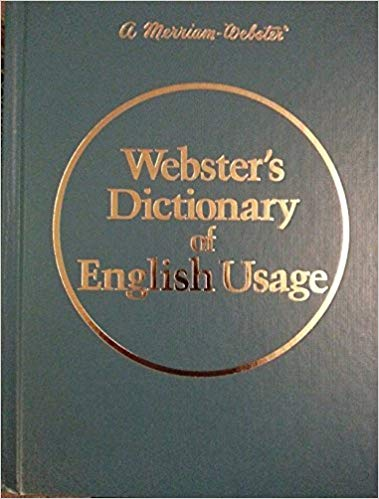 A Merriam-Webster®
Webster's
Dictionary
of
English Usage